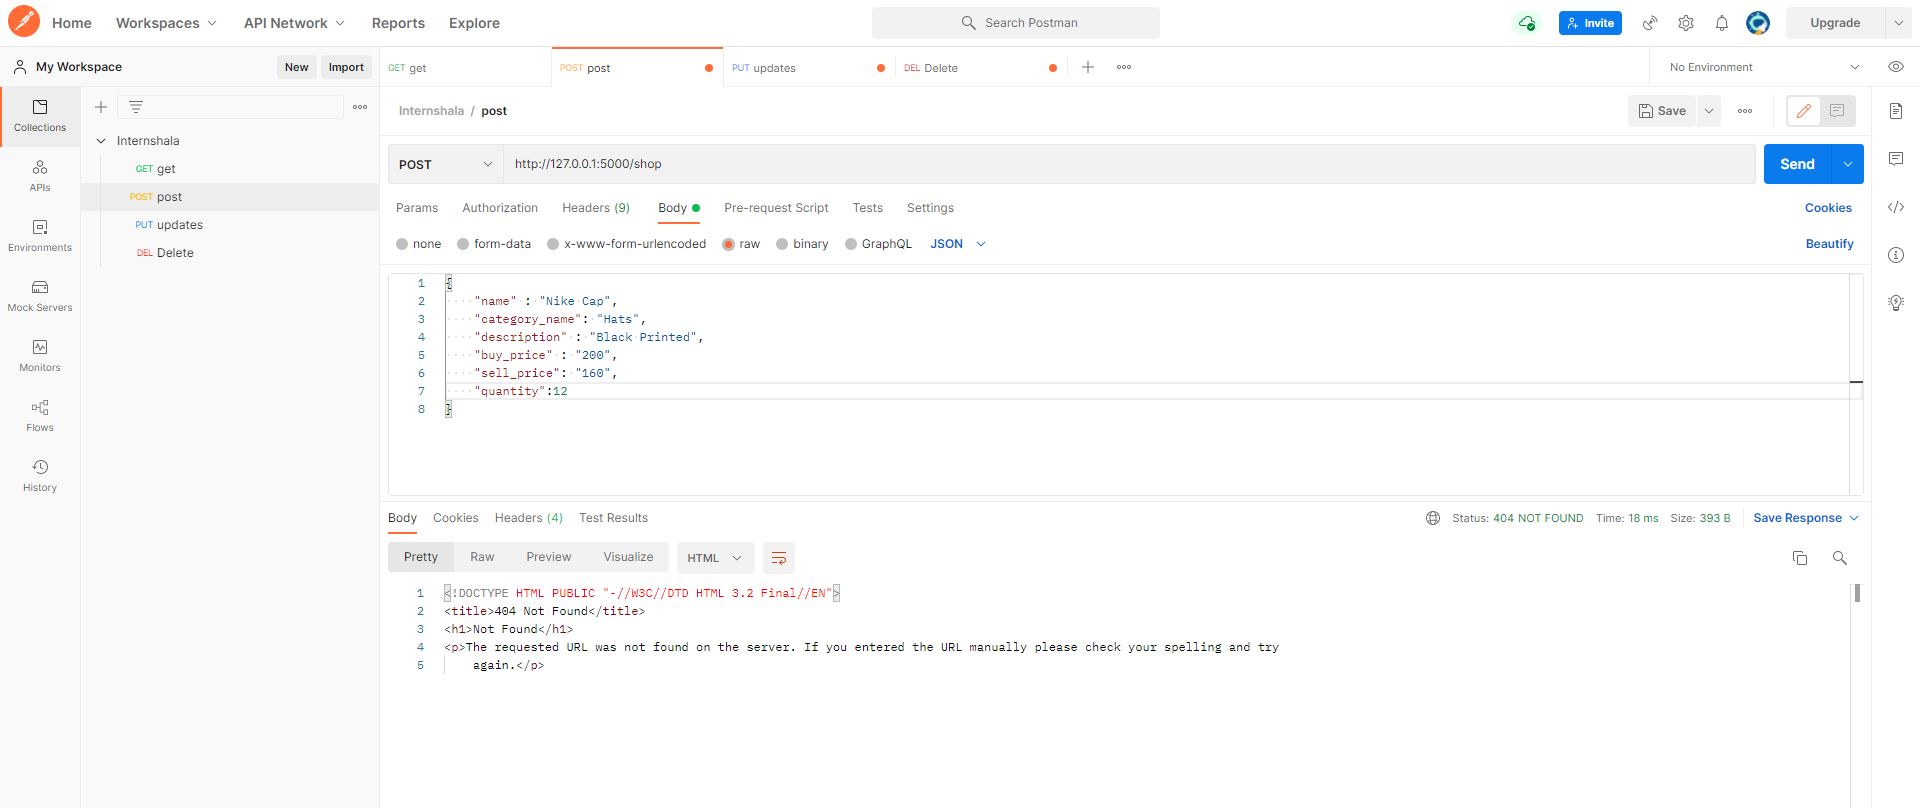 Home Workspaces API Network Reports Explore Search Postman Invite Upgrade
My Workspace New Import GET get POST post PUT updates DEL Delete No Environment
Collections
APIs
Environments
Mock Servers
Monitors
Flows
History
Internshala
GET get
POST post
PUT updates
DEL Delete
Internshala / post Save
POST http://127.0.0.1:5000/shop Send
Params Authorization Headers (9) Body Pre-request Script Tests Settings Cookies
none form-data x-www-form-urlencoded raw binary GraphQL JSON Beautify
1 {
2 "name" : "Nike Cap",
3 "category_name": "Hats",
4 "description" : "Black Printed",
5 "buy_price" : "200",
6 "sell_price": "160",
7 "quantity":12
8 }
Body Cookies Headers (4) Test Results Status: 404 NOT FOUND Time: 18 ms Size: 393 B Save Response
Pretty Raw Preview Visualize HTML
1 <!DOCTYPE HTML PUBLIC "-//W3C//DTD HTML 3.2 Final//EN">
2 <title>404 Not Found</title>
3 <h1>Not Found</h1>
4 <p>The requested URL was not found on the server. If you entered the URL manually please check your spelling and try
5 again.</p>